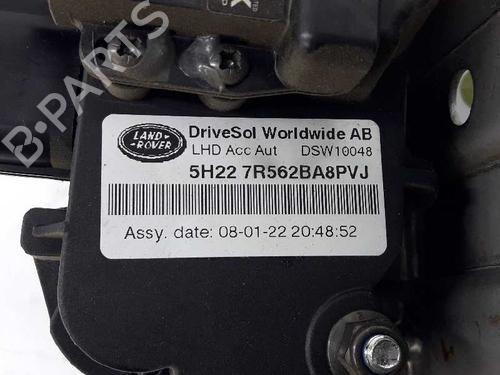 B-PARTS
LAND
ROVER
DriveSol Worldwide AB
LHD Acc Aut DSW10048
5H22 7R562BA8PVJ
Assy. date: 08-01-22 20:48:52